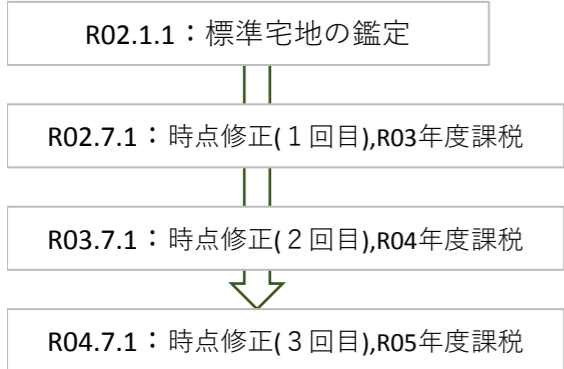 R02.1.1：標準宅地の鑑定
R02.7.1：時点修正(１回目),R03年度課税
R03.7.1：時点修正(２回目),R04年度課税
R04.7.1：時点修正(３回目),R05年度課税